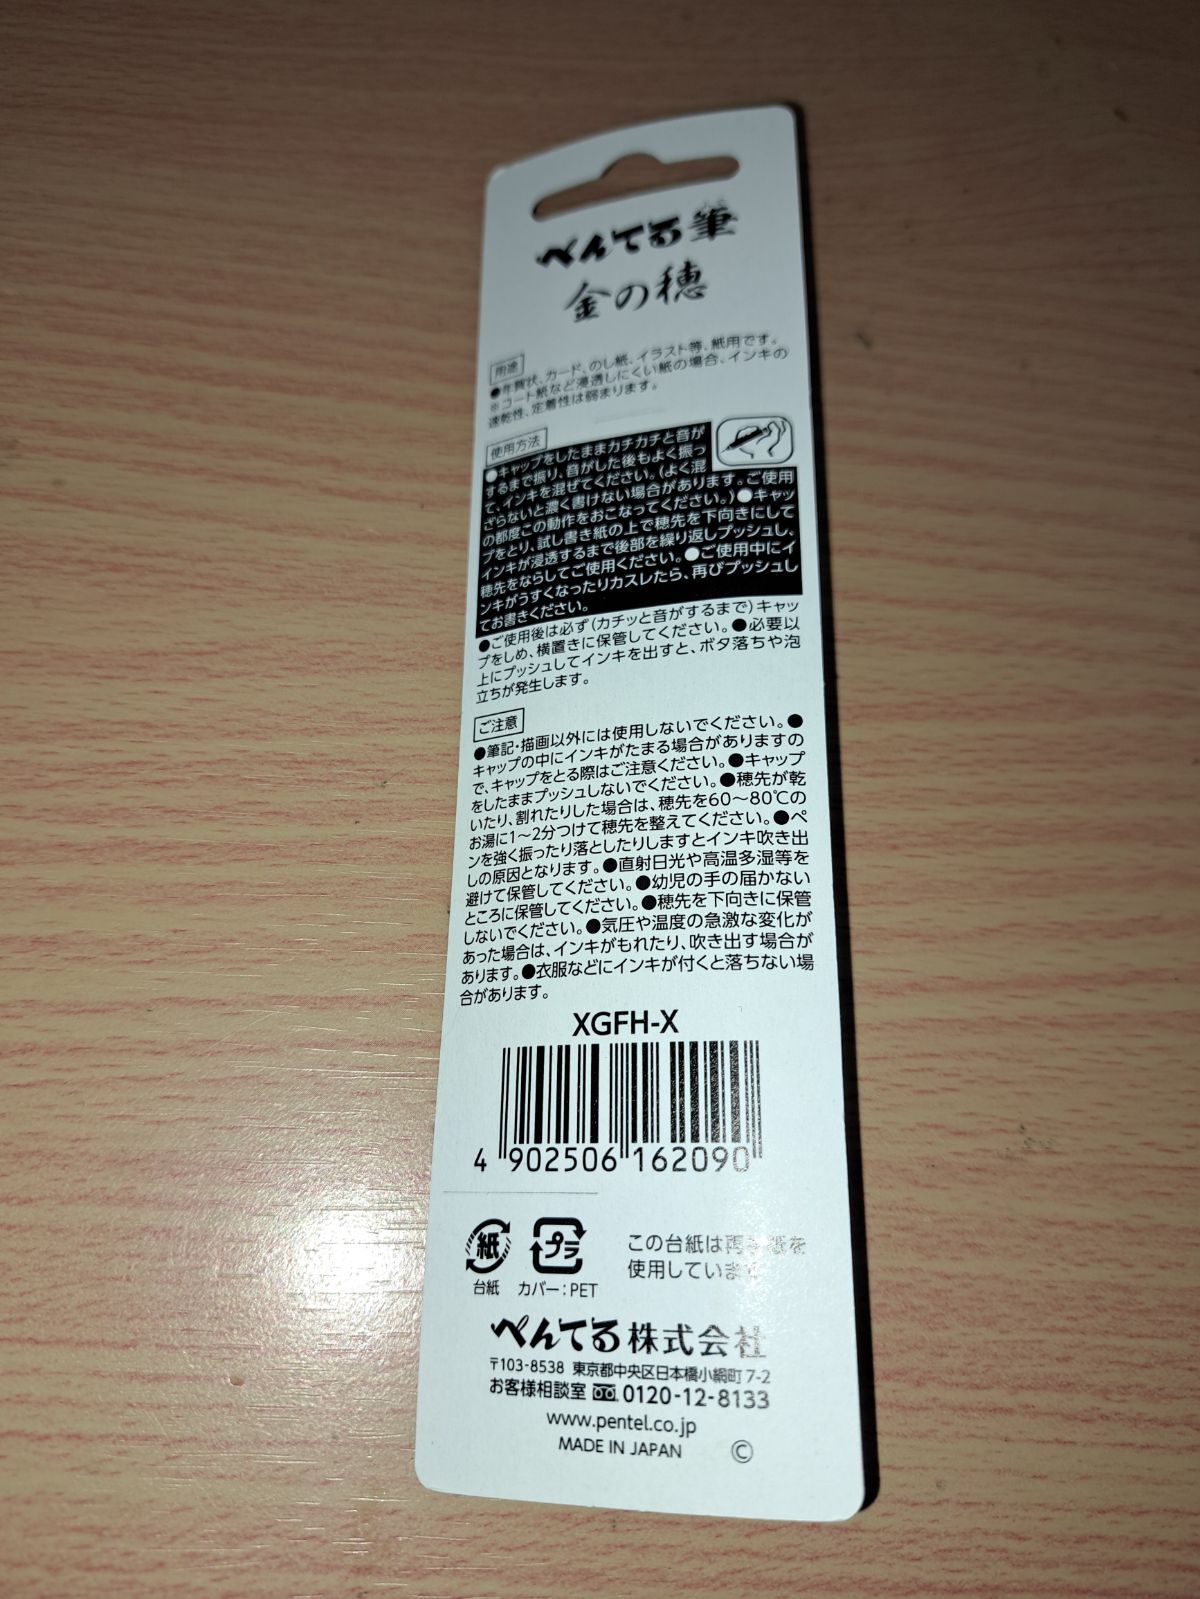 ぺんてる筆
金の穂
用途
●年賀状、カード、のし紙、イラスト等、紙用です。
※コート紙など浸透しにくい紙の場合、インキの
速乾性、定着性は弱まります。
使用方法
●キャップをしたままカチカチと音が
するまで振り、音がした後もよく振っ
て、インキを混ぜてください。(よく混
ざらないと濃く書けない場合があります。ご使用
の都度この動作をおこなってください。)●キャッ
プをとり、試し書き紙の上で穂先を下向きにして
インキが浸透するまで後部を繰り返しプッシュし、
穂先をならしてご使用ください。●ご使用中にイ
ンキがうすくなったりカスレたら、再びプッシュし
てお書きください。
●ご使用後は必ず(カチッと音がするまで)キャッ
プをしめ、横置きに保管してください。●必要以
上にプッシュしてインキを出すと、ボタ落ちや泡
立ちが発生します。
ご注意
●筆記・描画以外には使用しないでください。●
キャップの中にインキがたまる場合がありますの
で、キャップをとる際はご注意ください。●キャップ
をしたままプッシュしないでください。●穂先が乾
いたり、割れたりした場合は、穂先を60〜80℃の
お湯に1〜2分つけて穂先を整えてください。●ペ
ンを強く振ったり落としたりしますとインキ吹き出
しの原因となります。●直射日光や高温多湿等を
避けて保管してください。●幼児の手の届かない
ところに保管してください。●穂先を下向きに保管
しないでください。●気圧や温度の急激な変化が
あった場合は、インキがもれたり、吹き出す場合が
あります。●衣服などにインキが付くと落ちない場
合があります。
XGFH-X
4 902506 162090
紙 プラ
台紙 カバー：PET
この台紙は再生紙を
使用しています
ぺんてる株式会社
〒103-8538 東京都中央区日本橋小網町7-2
お客様相談室 0120-12-8133
www.pentel.co.jp
MADE IN JAPAN ©